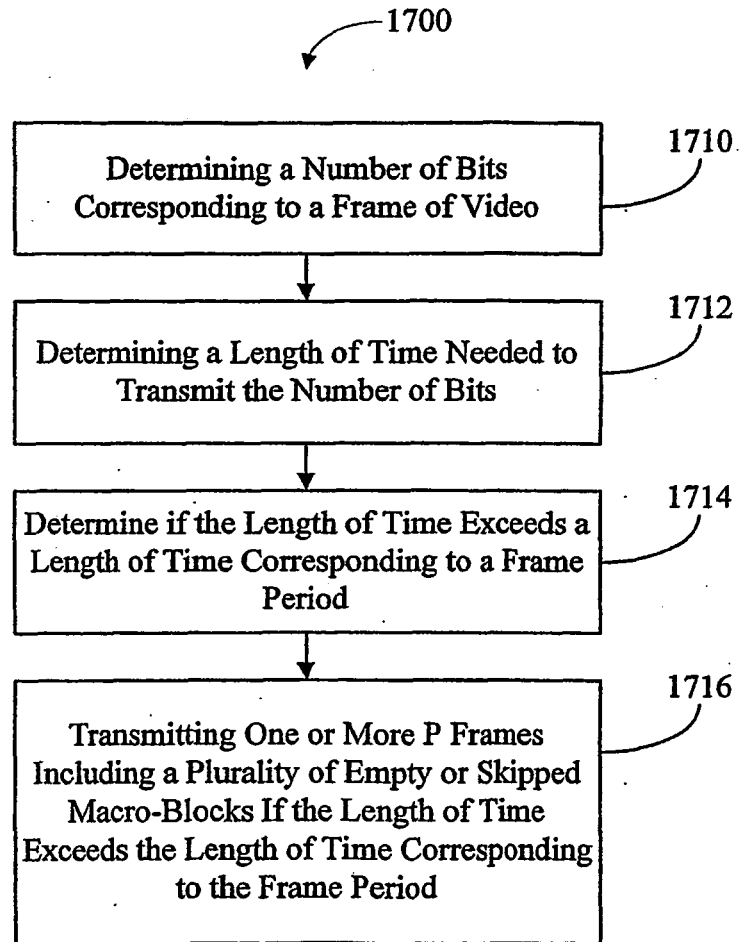 1700
1710
Determining a Number of Bits
Corresponding to a Frame of Video
1712
Determining a Length of Time Needed to
Transmit the Number of Bits
1714
Determine if the Length of Time Exceeds a
Length of Time Corresponding to a Frame
Period
1716
Transmitting One or More P Frames
Including a Plurality of Empty or Skipped
Macro-Blocks If the Length of Time
Exceeds the Length of Time Corresponding
to the Frame Period